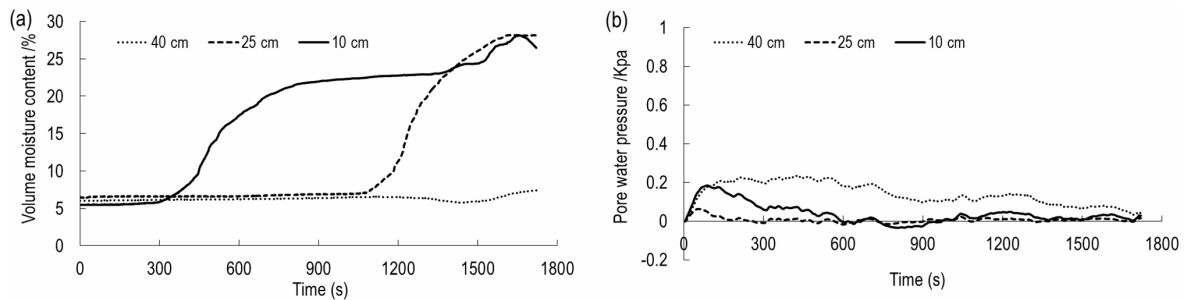 (a)
Volume moisture content /%
30
25
20
15
10
5
0
40 cm 25 cm 10 cm
0 300 600 900 1200 1500 1800
Time (s)
(b)
Pore water pressure /Kpa
1
0.8
0.6
0.4
0.2
0
-0.2
40 cm 25 cm 10 cm
0 300 600 900 1200 1500 1800
Time (s)